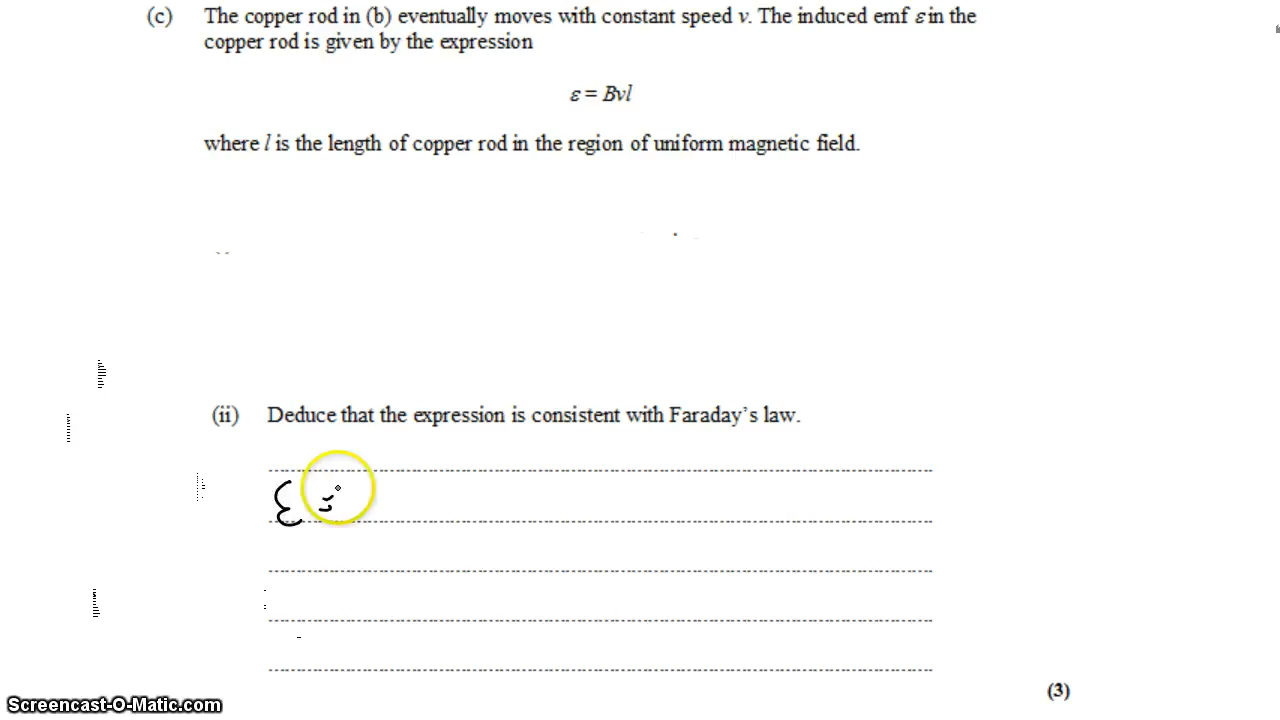 (c) The copper rod in (b) eventually moves with constant speed v. The induced emf ε in the
copper rod is given by the expression
ε = Bvl
where l is the length of copper rod in the region of uniform magnetic field.
(ii) Deduce that the expression is consistent with Faraday’s law.
ε =
(3)
Screencast-O-Matic.com